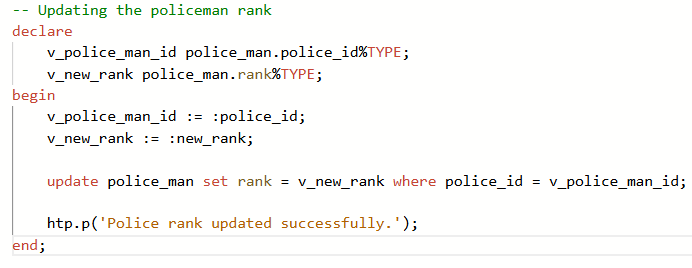 -- Updating the policeman rank
declare
    v_police_man_id police_man.police_id%TYPE;
    v_new_rank police_man.rank%TYPE;
begin
    v_police_man_id := :police_id;
    v_new_rank := :new_rank;

    update police_man set rank = v_new_rank where police_id = v_police_man_id;

    htp.p('Police rank updated successfully.');
end;